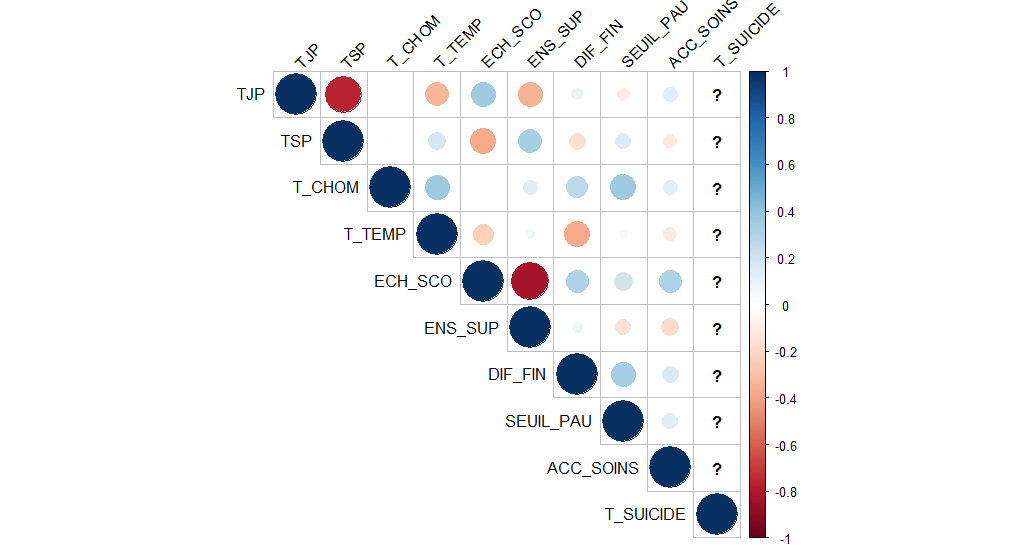 TJP TSP T_CHOM T_TEMP ECH_SCO ENS_SUP DIF_FIN SEUIL_PAU ACC_SOINS T_SUICIDE
TJP ?
TSP ?
T_CHOM ?
T_TEMP ?
ECH_SCO ?
ENS_SUP ?
DIF_FIN ?
SEUIL_PAU ?
ACC_SOINS ?
T_SUICIDE
1
0.8
0.6
0.4
0.2
0
-0.2
-0.4
-0.6
-0.8
-1